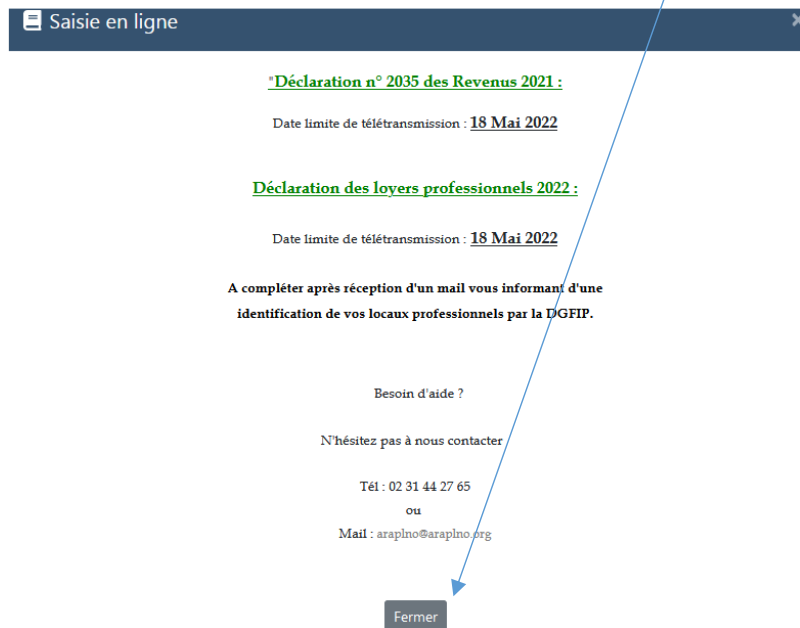 Saisie en ligne
"Déclaration n° 2035 des Revenus 2021 :
Date limite de télétransmission : 18 Mai 2022
Déclaration des loyers professionnels 2022 :
Date limite de télétransmission : 18 Mai 2022
A compléter après réception d'un mail vous informant d'une
identification de vos locaux professionnels par la DGFIP.
Besoin d'aide ?
N'hésitez pas à nous contacter
Tél : 02 31 44 27 65
ou
Mail : araplno@araplno.org
Fermer